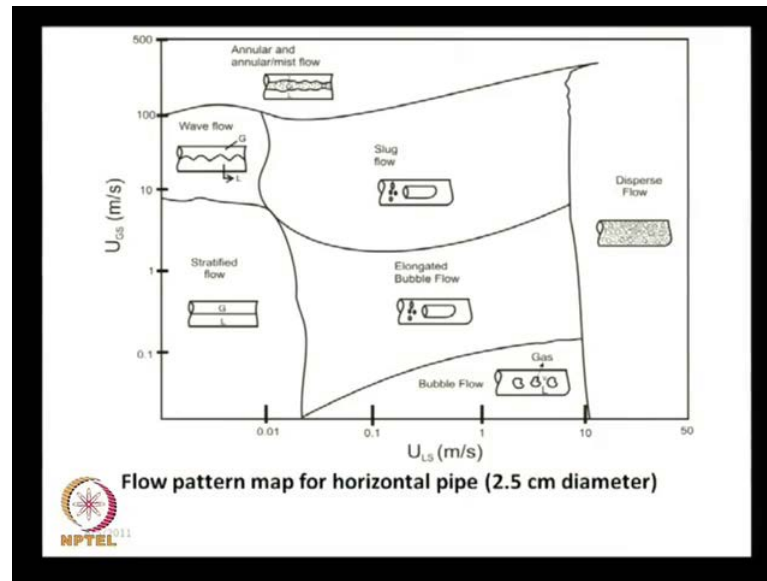 500
Annular and
annular/mist flow
G
L
100
Wave flow
G
L
Slug
flow
10
Disperse
Flow
U_GS (m/s)
Stratified
flow
Elongated
Bubble Flow
1
G
L
0.1
Gas
Bubble Flow
L
0.01
0.1
1
10
50
U_LS (m/s)
Flow pattern map for horizontal pipe (2.5 cm diameter)
2011
NPTEL